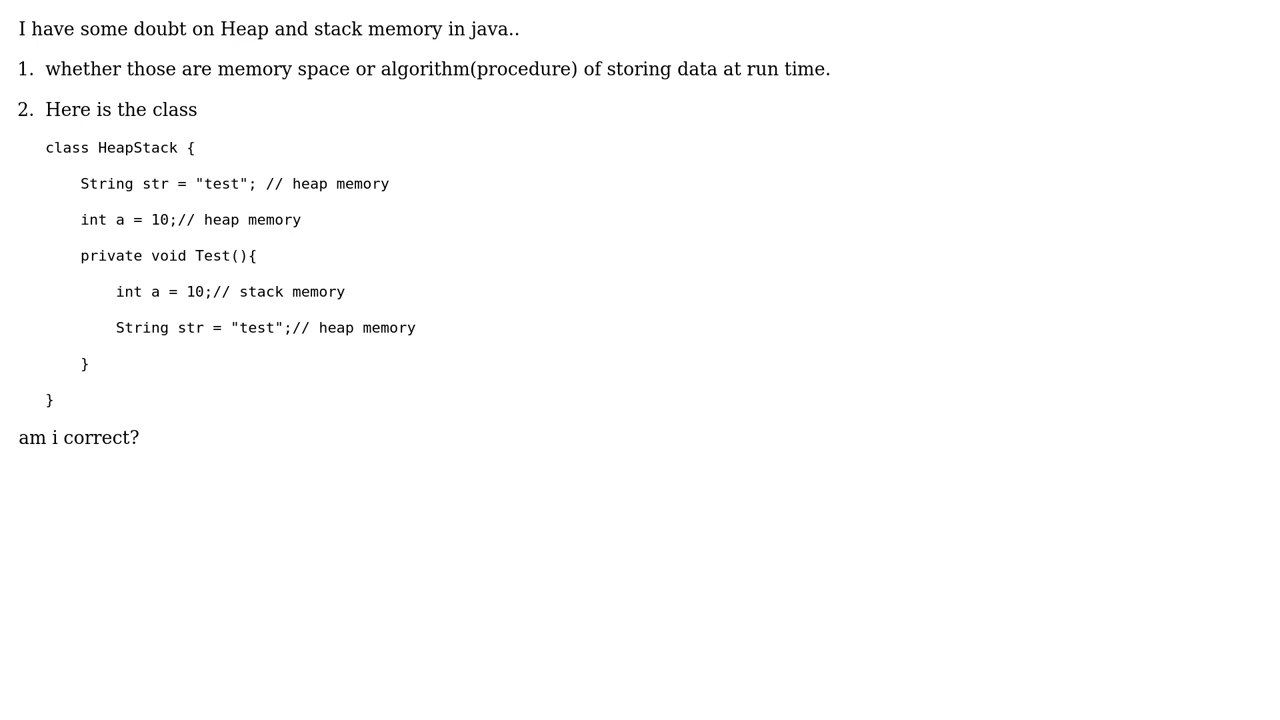 I have some doubt on Heap and stack memory in java..
1. whether those are memory space or algorithm(procedure) of storing data at run time.
2. Here is the class
class HeapStack {
    String str = "test"; // heap memory
    int a = 10;// heap memory
    private void Test(){
        int a = 10;// stack memory
        String str = "test";// heap memory
    }
}
am i correct?